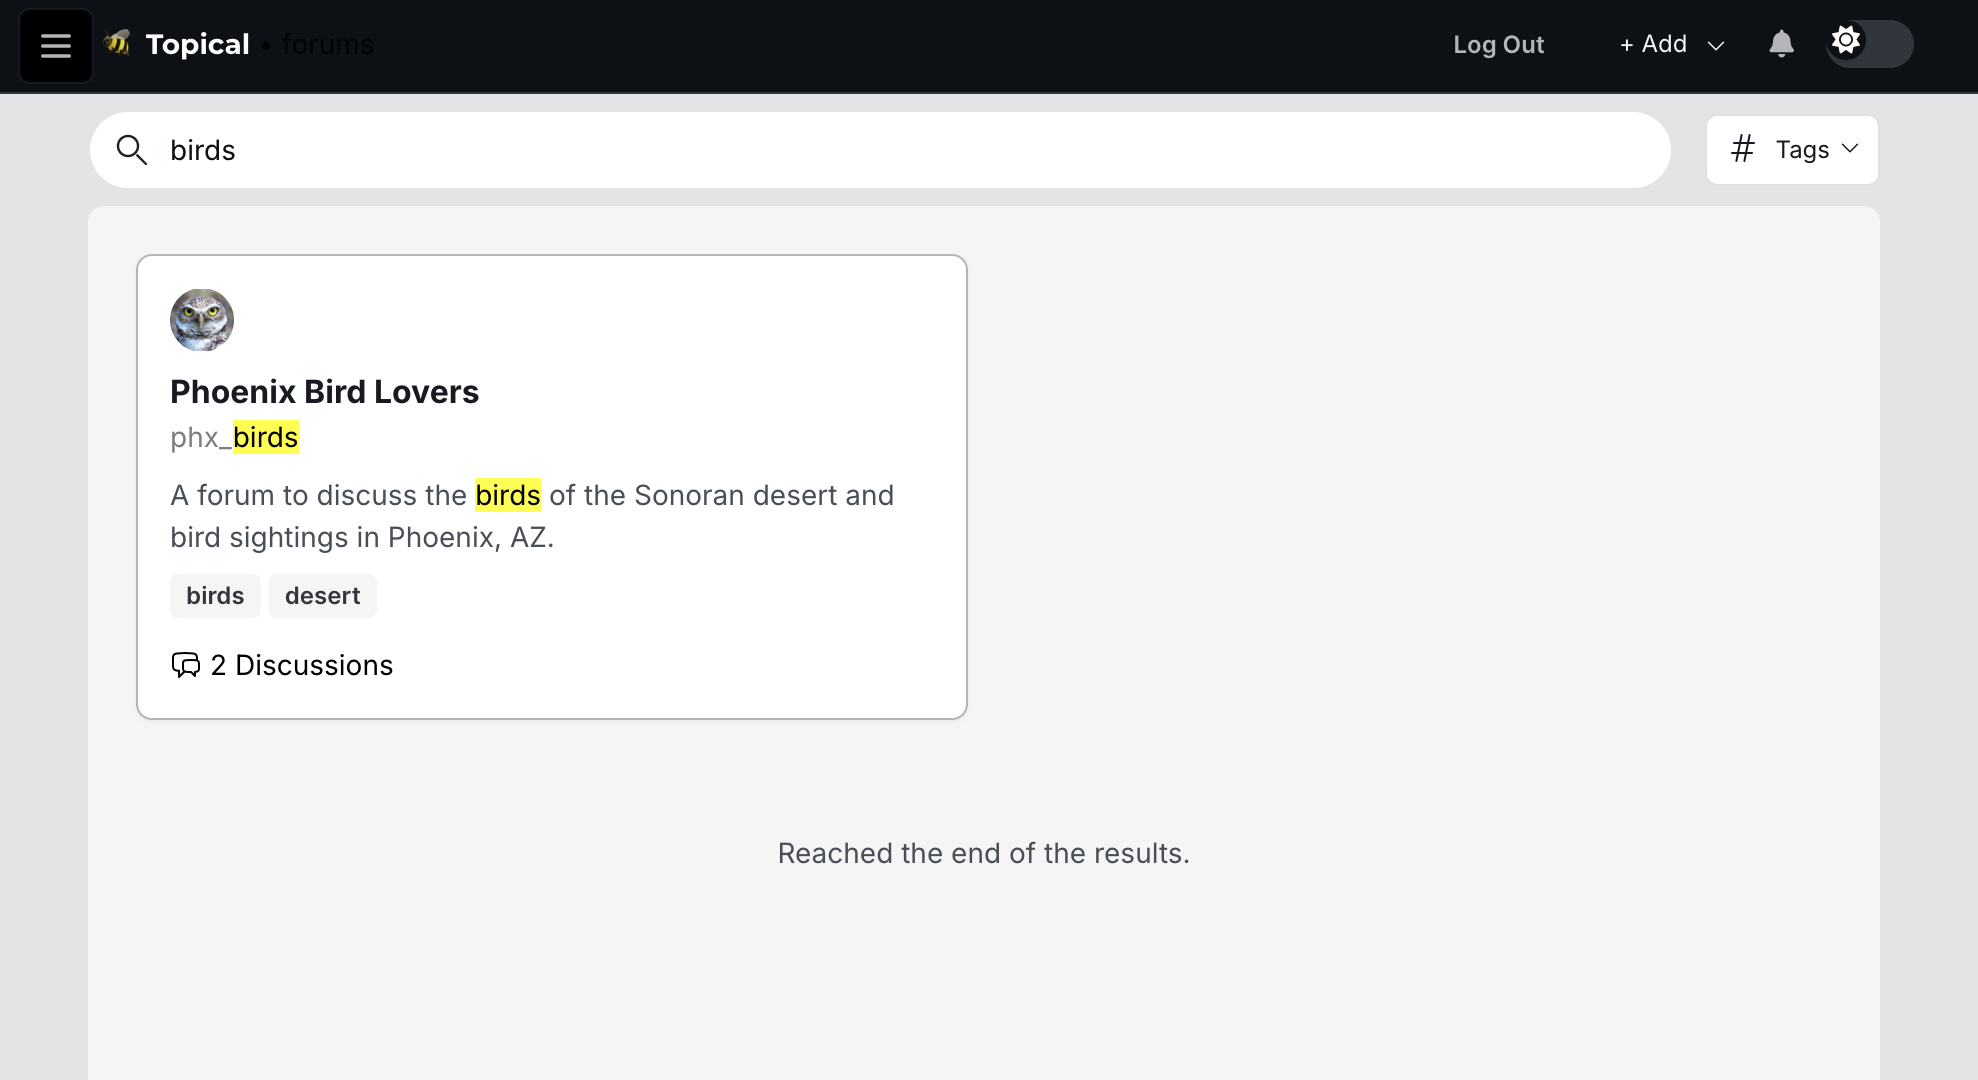 Topical • forums
Log Out
+ Add
birds
# Tags
Phoenix Bird Lovers
phx_birds
A forum to discuss the birds of the Sonoran desert and
bird sightings in Phoenix, AZ.
birds desert
2 Discussions
Reached the end of the results.